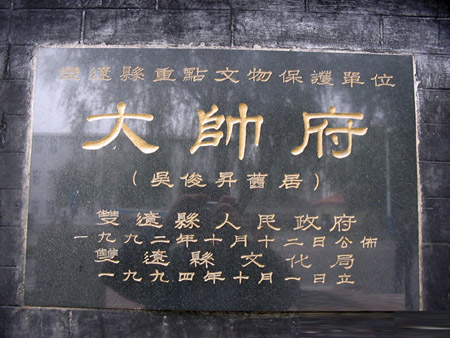 雙遼縣重點文物保護單位
大帥府
(吳俊昇舊居)
雙遼縣人民政府
一九九二年十月十二日公佈
雙遼縣文化局
一九九四年十月一日立